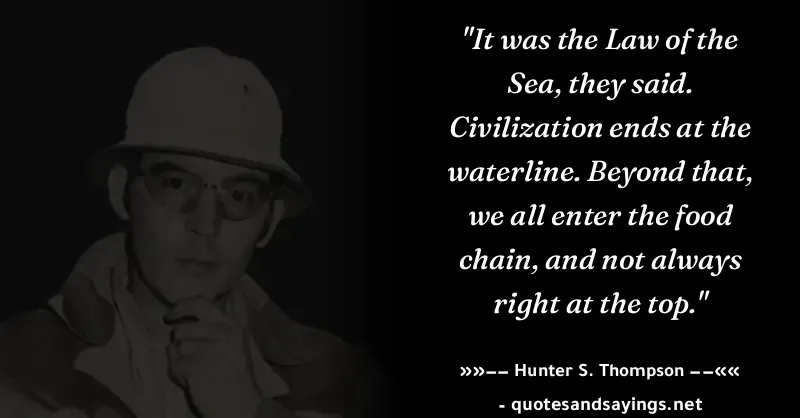 "It was the Law of the
Sea, they said.
Civilization ends at the
waterline. Beyond that,
we all enter the food
chain, and not always
right at the top."
»»-- Hunter S. Thompson --««
- quotesandsayings.net